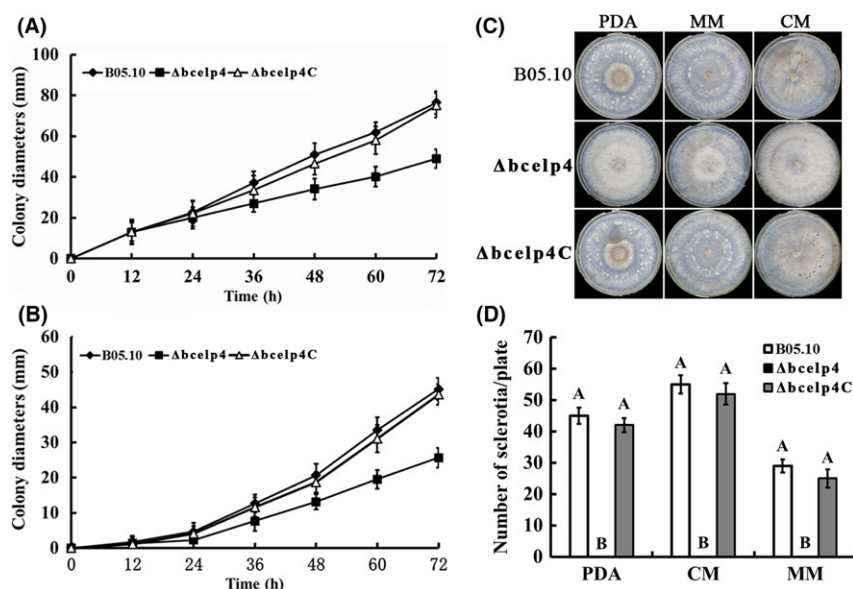 (A)
100
80
60
40
20
0
Colony diameters (mm)
B05.10 Δbcelp4 Δbcelp4C
0 12 24 36 48 60 72
Time (h)
(B)
60
50
40
30
20
10
0
Colony diameters (mm)
B05.10 Δbcelp4 Δbcelp4C
0 12 24 36 48 60 72
Time (h)
(C)
PDA MM CM
B05.10
Δbcelp4
Δbcelp4C
(D)
70
60
50
40
30
20
10
0
Number of sclerotia/plate
B05.10
Δbcelp4
Δbcelp4C
A B A A B A A B A
PDA CM MM